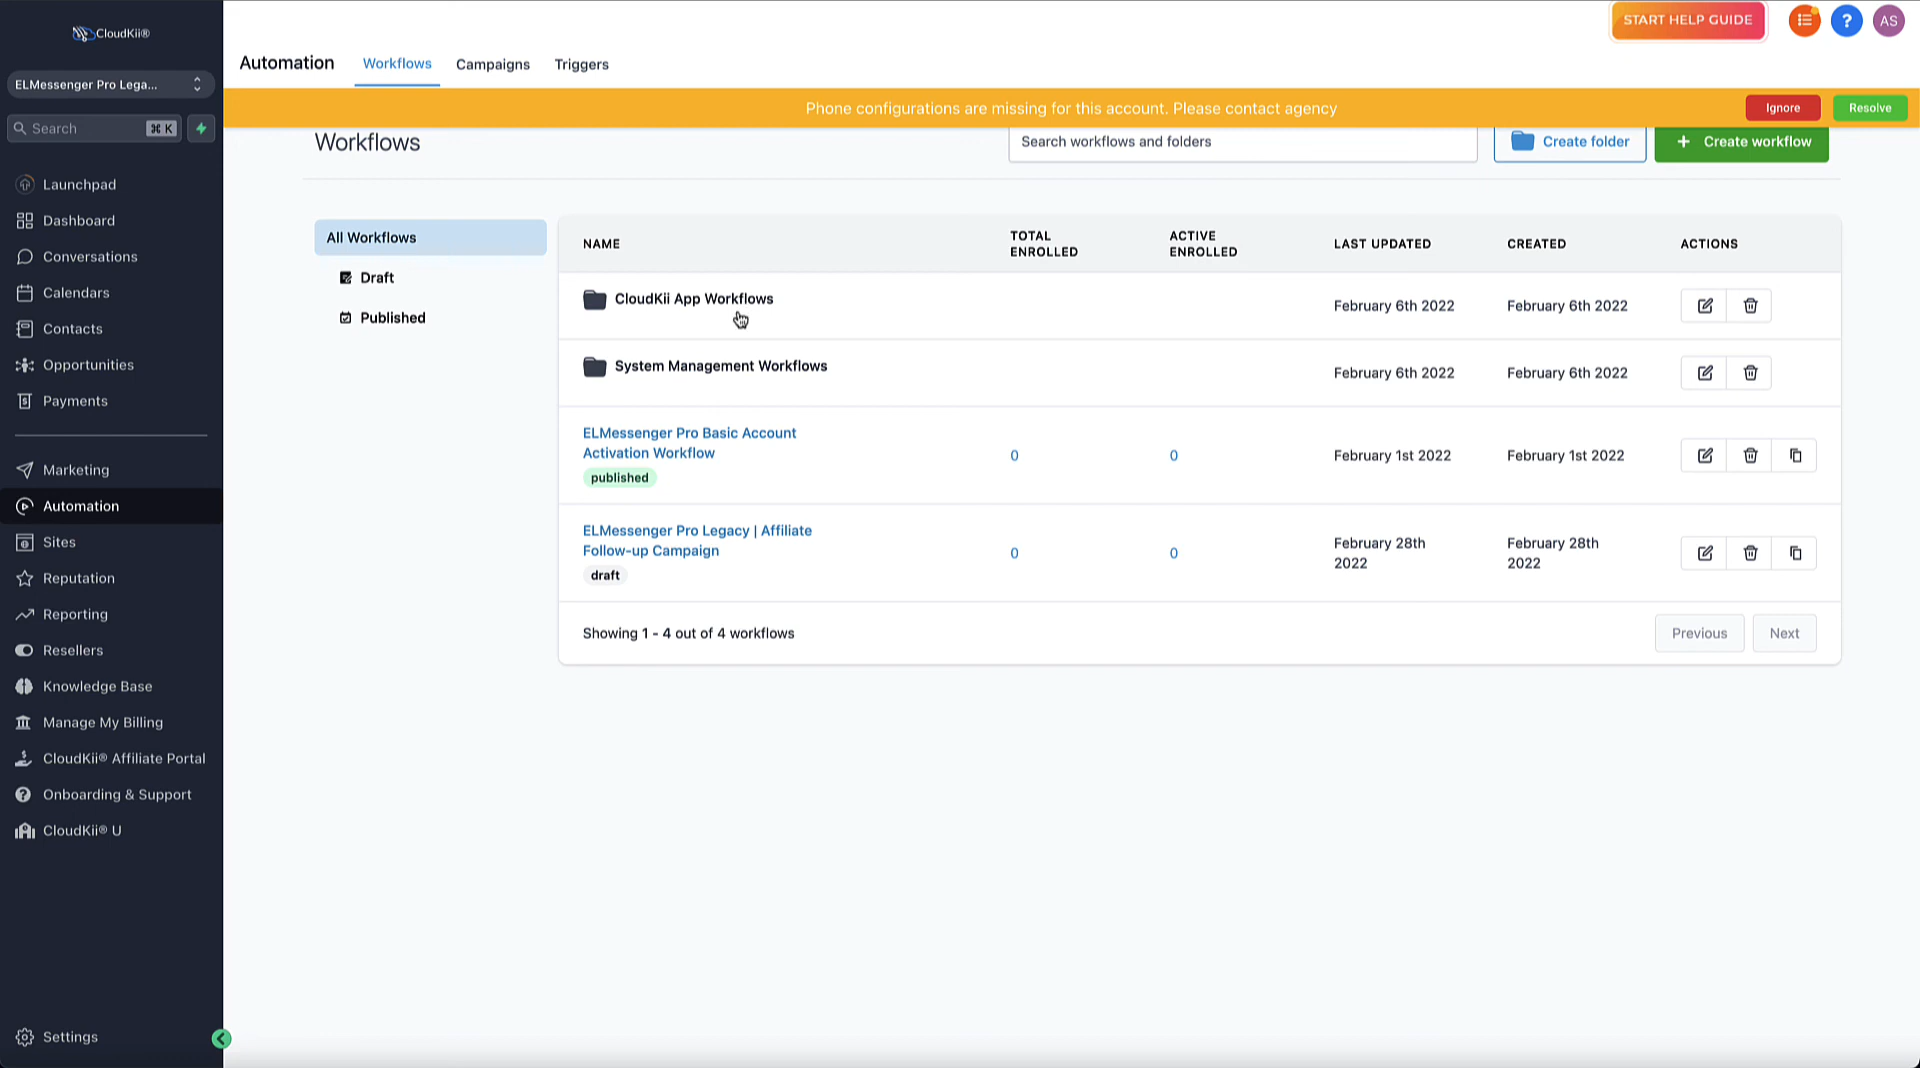 CloudKii®
ELMessenger Pro Lega...
Search
⌘ K
Launchpad
Dashboard
Conversations
Calendars
Contacts
Opportunities
Payments
Marketing
Automation
Sites
Reputation
Reporting
Resellers
Knowledge Base
Manage My Billing
CloudKii® Affiliate Portal
Onboarding & Support
CloudKii® U
Settings
START HELP GUIDE
?
AS
Automation
Workflows
Campaigns
Triggers
Phone configurations are missing for this account. Please contact agency
Ignore
Resolve
Workflows
Search workflows and folders
Create folder
+ Create workflow
All Workflows
Draft
Published
NAME
TOTAL
ENROLLED
ACTIVE
ENROLLED
LAST UPDATED
CREATED
ACTIONS
CloudKii App Workflows
February 6th 2022
February 6th 2022
System Management Workflows
February 6th 2022
February 6th 2022
ELMessenger Pro Basic Account
Activation Workflow
published
0
0
February 1st 2022
February 1st 2022
ELMessenger Pro Legacy | Affiliate
Follow-up Campaign
draft
0
0
February 28th
2022
February 28th
2022
Showing 1 - 4 out of 4 workflows
Previous
Next